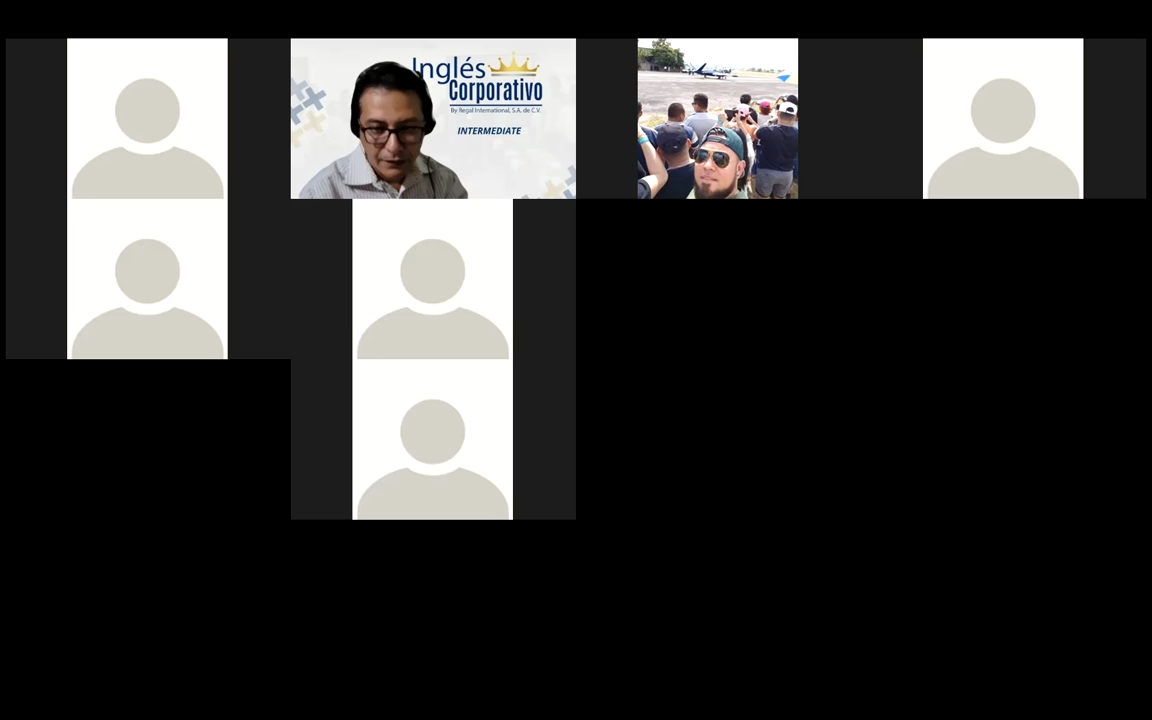 Inglés
Corporativo
By Regal International, S.A. de C.V.
INTERMEDIATE